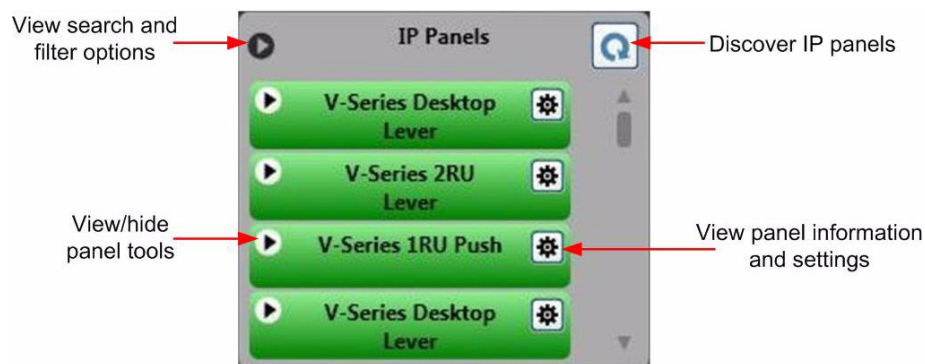 View search and
filter options
IP Panels
Discover IP panels
V-Series Desktop
Lever
V-Series 2RU
Lever
View/hide
panel tools
V-Series 1RU Push
View panel information
and settings
V-Series Desktop
Lever